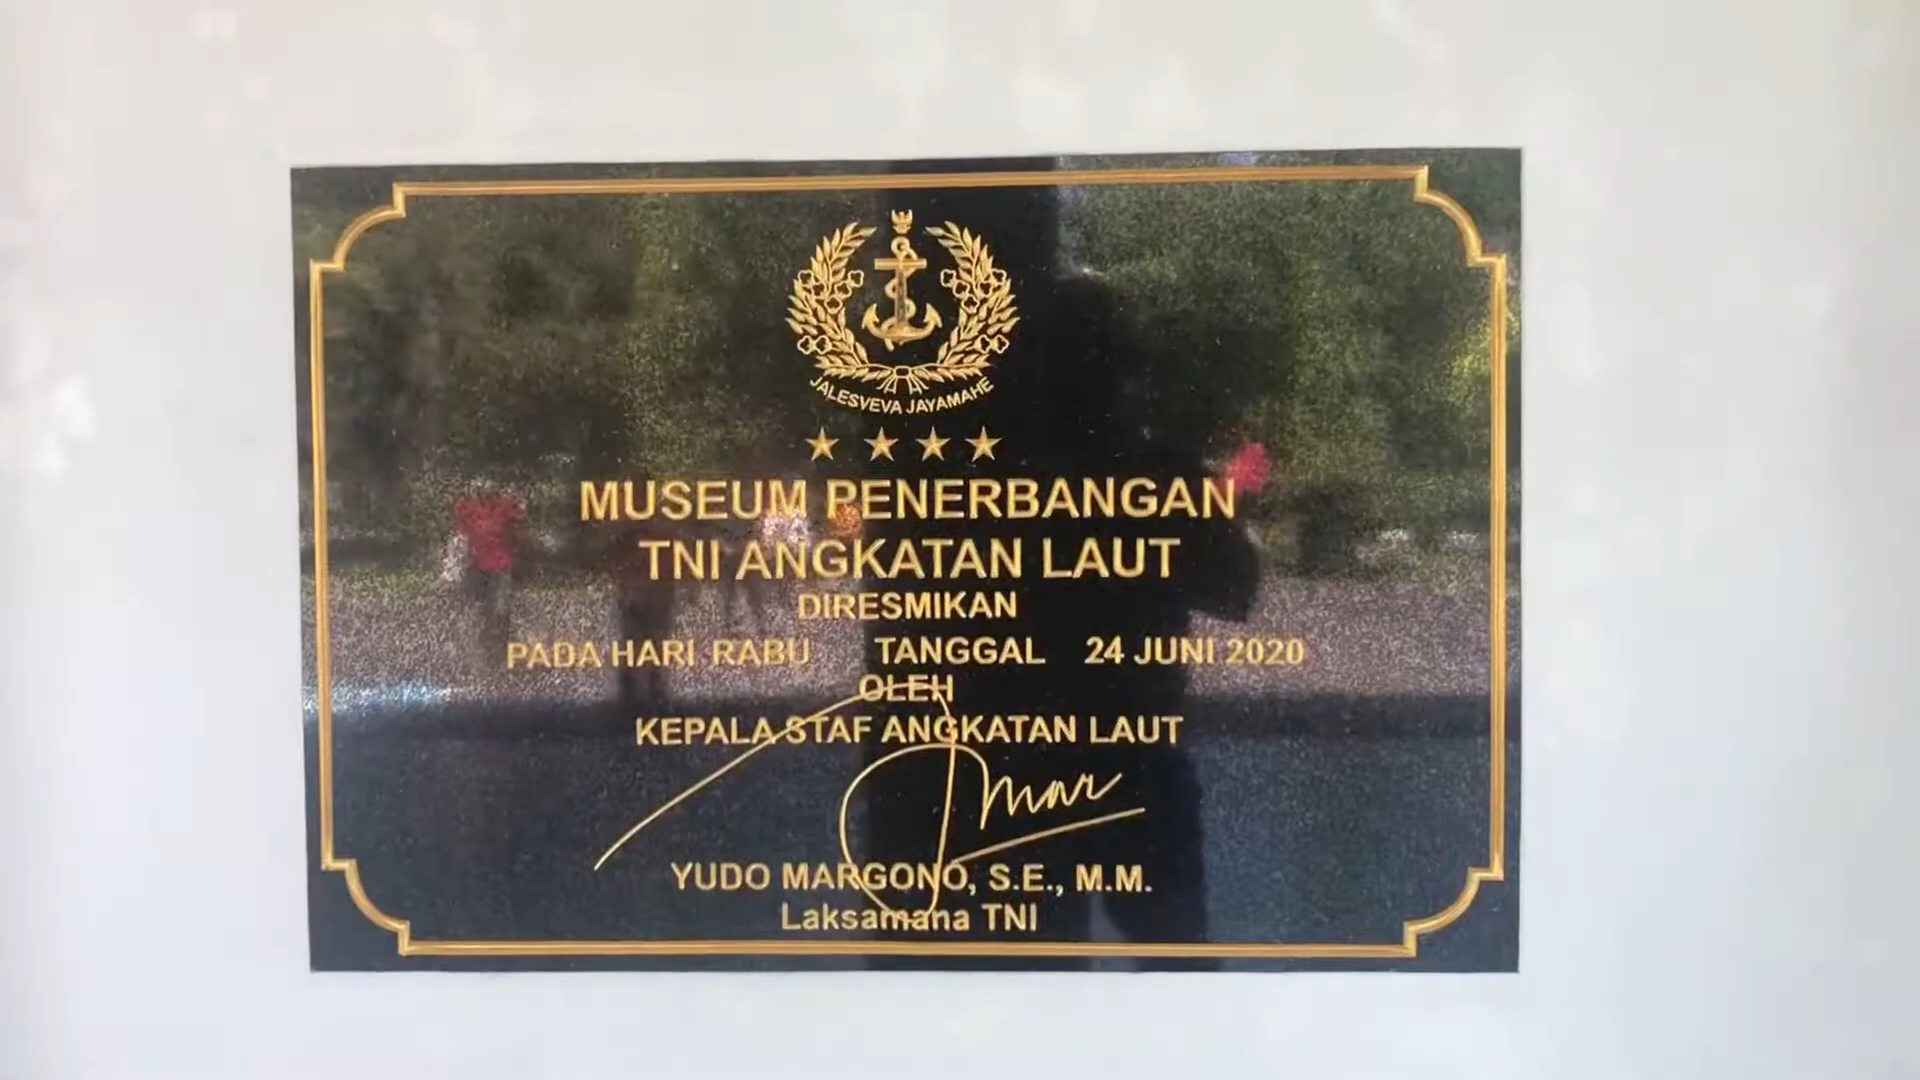 JALESVEVA JAYAMAHE
MUSEUM PENERBANGAN
TNI ANGKATAN LAUT
DIRESMIKAN
PADA HARI RABU TANGGAL 24 JUNI 2020
OLEH
KEPALA STAF ANGKATAN LAUT
YUDO MARGONO, S.E., M.M.
Laksamana TNI